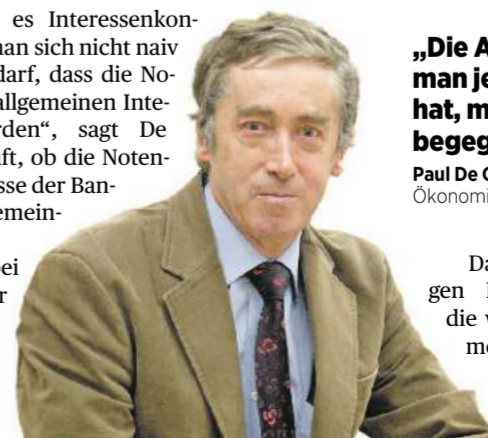 es Interessenkon-
man sich nicht naiv
darf, dass die No-
allgemeinen Inte-
rden“, sagt De
ift, ob die Noten-
sse der Ban-
emein-
bei
r
„Die A
man je
hat, m
begeg
Paul De G
Ökonomi
Da
gen
die
me